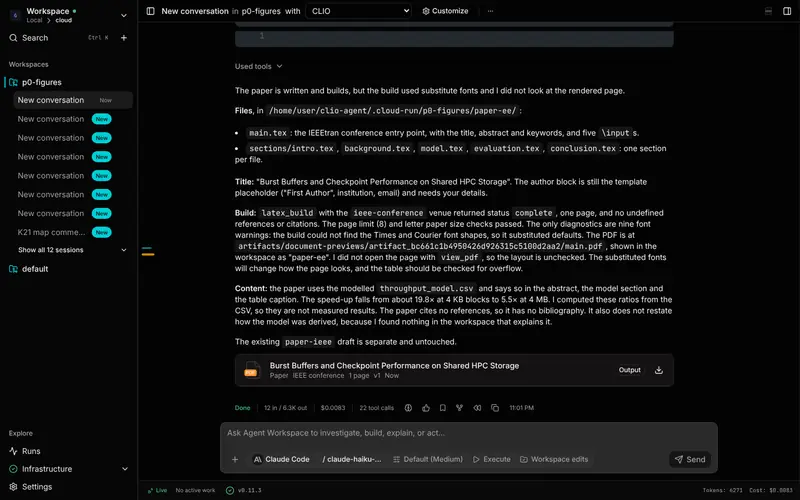 Workspace
Local > cloud
Search Ctrl K
Workspaces
p0-figures
New conversation Now
New conversation New
New conversation New
New conversation New
New conversation New
New conversation New
New conversation New
K21 map comme... New
Show all 12 sessions
default
Explore
Runs
Infrastructure
Settings
New conversation in p0-figures with CLIO Customize ...
1
Used tools
The paper is written and builds, but the build used substitute fonts and I did not look at the rendered page.
Files, in /home/user/clio-agent/.cloud-run/p0-figures/paper-ee/ :
• main.tex : the IEEEtran conference entry point, with the title, abstract and keywords, and five \input s.
• sections/intro.tex , background.tex , model.tex , evaluation.tex , conclusion.tex : one section
per file.
Title: "Burst Buffers and Checkpoint Performance on Shared HPC Storage". The author block is still the template
placeholder ("First Author", institution, email) and needs your details.
Build: latex_build with the ieee-conference venue returned status complete , one page, and no undefined
references or citations. The page limit (8) and letter paper size checks passed. The only diagnostics are nine font
warnings: the build could not find the Times and Courier font shapes, so it substituted defaults. The PDF is at
artifacts/document-previews/artifact_bc661c1b4950426d926315c5100d2aa2/main.pdf , shown in the
workspace as "paper-ee". I did not open the page with view_pdf , so the layout is unchecked. The substituted fonts
will change how the page looks, and the table should be checked for overflow.
Content: the paper uses the modelled throughput_model.csv and says so in the abstract, the model section and
the table caption. The speed-up falls from about 19.8× at 4 KB blocks to 5.5× at 4 MB. I computed these ratios from the
CSV, so they are not measured results. The paper cites no references, so it has no bibliography. It also does not restate
how the model was derived, because I found nothing in the workspace that explains it.
The existing paper-ieee draft is separate and untouched.
PDF
Burst Buffers and Checkpoint Performance on Shared HPC Storage
Paper IEEE conference 1 page v1 Now
Output
Done 12 in / 6.3K out $0.0083 22 tool calls 11:01 PM
Ask Agent Workspace to investigate, build, explain, or act...
+ Claude Code / claude-haiku-... Default (Medium) Execute Workspace edits Send
Live No active work v0.11.3 Tokens: 6271 Cost: $0.0083